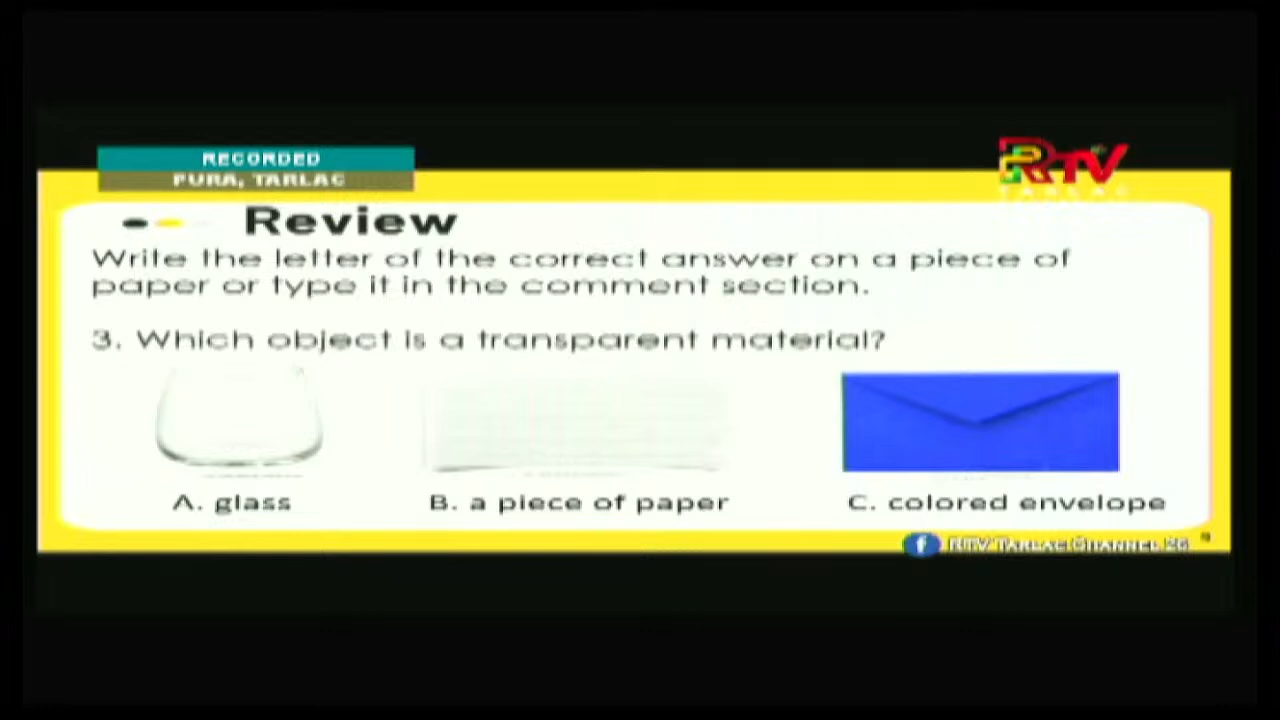 RECORDED
PURA, TARLAC
RTV
TARLAC
Review
Write the letter of the correct answer on a piece of
paper or type it in the comment section.
3. Which object is a transparent material?
A. glass
B. a piece of paper
C. colored envelope
f RTV TARLAC CHANNEL 26
9